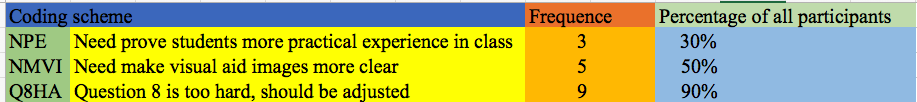 Coding scheme Frequence Percentage of all participants
NPE Need prove students more practical experience in class 3 30%
NMVI Need make visual aid images more clear 5 50%
Q8HA Question 8 is too hard, should be adjusted 9 90%